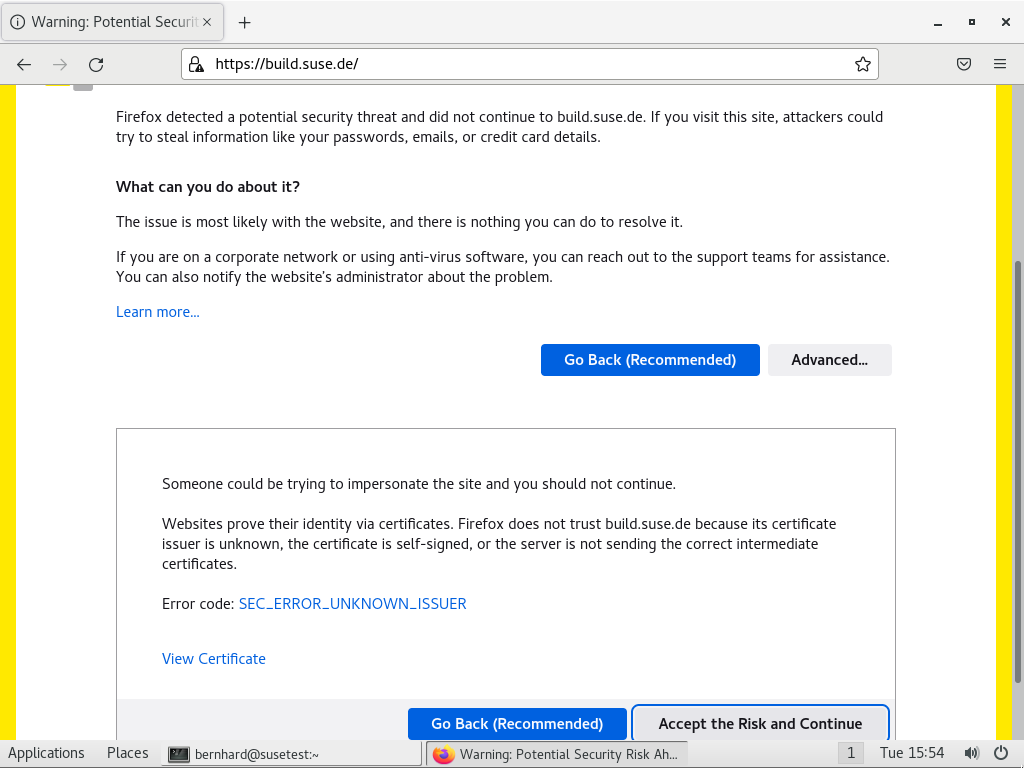 Warning: Potential Securit
https://build.suse.de/
Firefox detected a potential security threat and did not continue to build.suse.de. If you visit this site, attackers could
try to steal information like your passwords, emails, or credit card details.
What can you do about it?
The issue is most likely with the website, and there is nothing you can do to resolve it.
If you are on a corporate network or using anti-virus software, you can reach out to the support teams for assistance.
You can also notify the website's administrator about the problem.
Learn more...
Go Back (Recommended) Advanced...
Someone could be trying to impersonate the site and you should not continue.
Websites prove their identity via certificates. Firefox does not trust build.suse.de because its certificate
issuer is unknown, the certificate is self-signed, or the server is not sending the correct intermediate
certificates.
Error code: SEC_ERROR_UNKNOWN_ISSUER
View Certificate
Go Back (Recommended) Accept the Risk and Continue
Applications Places bernhard@susetest:~ Warning: Potential Security Risk Ah... 1 Tue 15:54